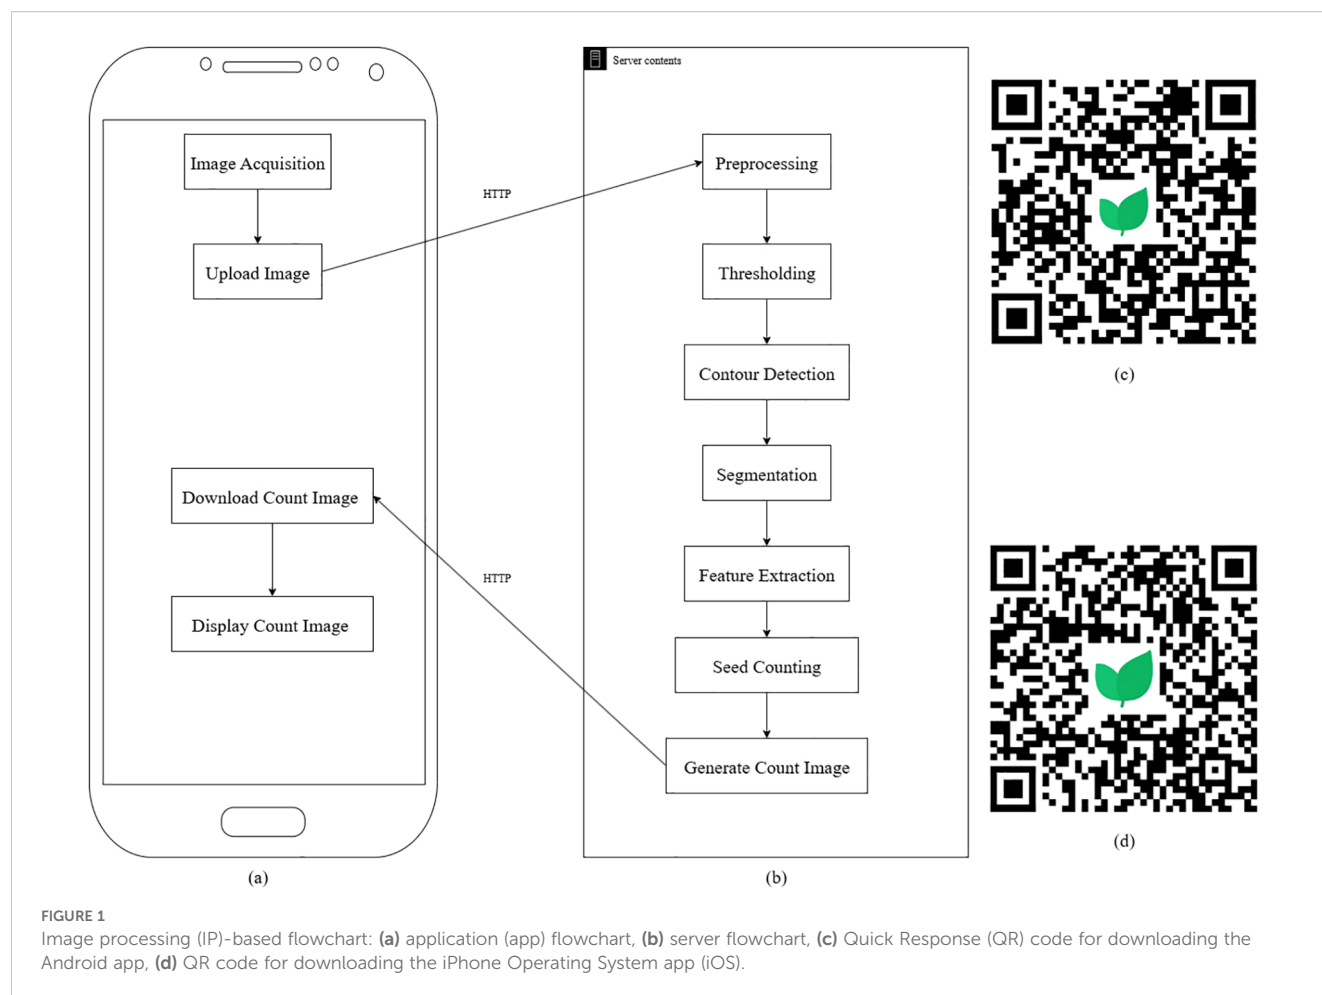 Image Acquisition
Upload Image
Download Count Image
Display Count Image
(a)
HTTP
HTTP
Server contents
Preprocessing
Thresholding
Contour Detection
Segmentation
Feature Extraction
Seed Counting
Generate Count Image
(b)
(c)
(d)
FIGURE 1
Image processing (IP)-based flowchart: (a) application (app) flowchart, (b) server flowchart, (c) Quick Response (QR) code for downloading the
Android app, (d) QR code for downloading the iPhone Operating System app (iOS).